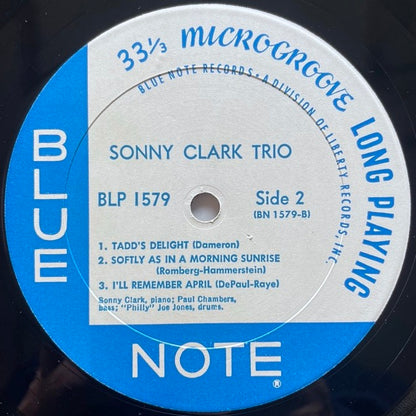 33⅓ MICROGROOVE LONG PLAYING
BLUE NOTE RECORDS • A DIVISION OF LIBERTY RECORDS, INC.
BLUE
SONNY CLARK TRIO
BLP 1579 Side 2
(BN 1579-B)
1. TADD'S DELIGHT (Dameron)
2. SOFTLY AS IN A MORNING SUNRISE
(Romberg-Hammerstein)
3. I'LL REMEMBER APRIL (DePaul-Raye)
Sonny Clark, piano; Paul Chambers,
bass; "Philly" Joe Jones, drums.
NOTE
®